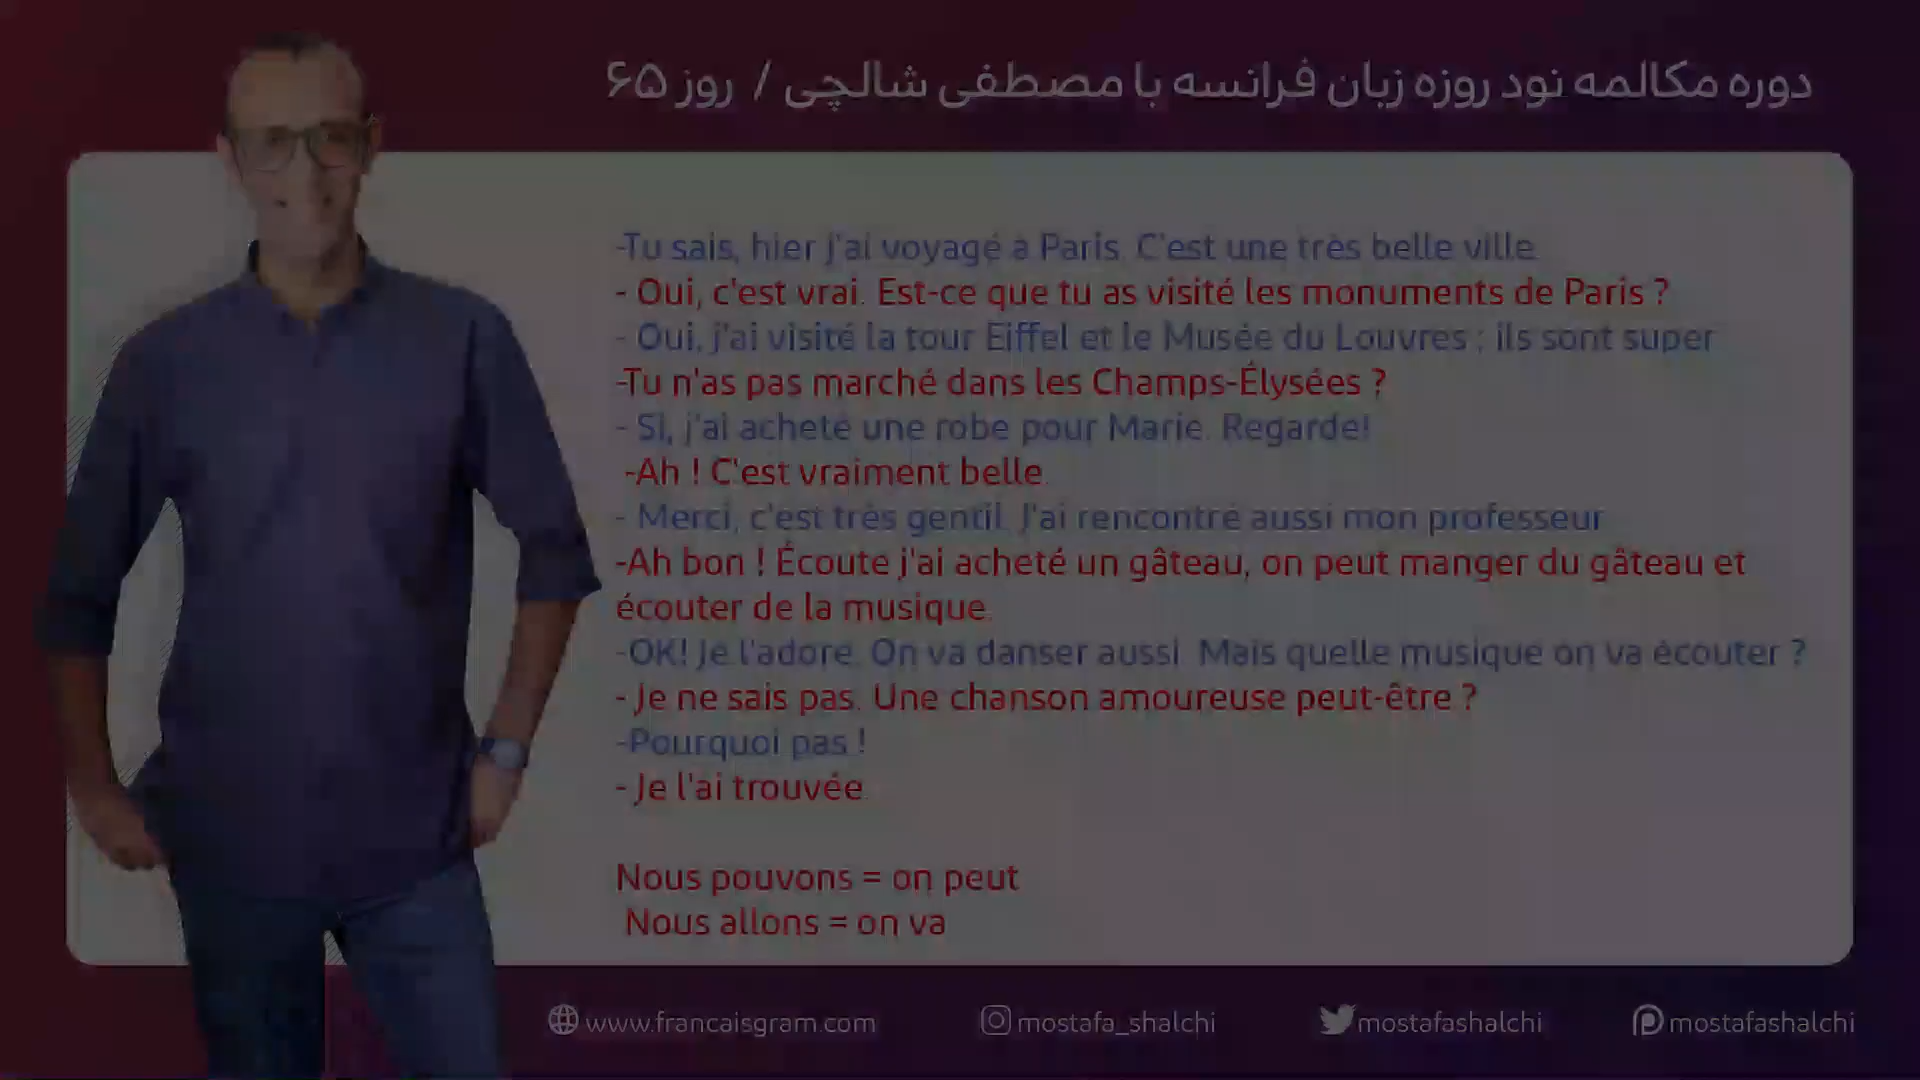 دوره مکالمه نود روزه زبان فرانسه با مصطفی شالچی / روز ۶۵
-Tu sais, hier j'ai voyagé à Paris. C'est une très belle ville.
- Oui, c'est vrai. Est-ce que tu as visité les monuments de Paris ?
- Oui, j'ai visité la tour Eiffel et le Musée du Louvres ; ils sont super
-Tu n'as pas marché dans les Champs-Élysées ?
- Si, j'ai acheté une robe pour Marie. Regarde!
-Ah ! C'est vraiment belle.
- Merci, c'est très gentil. J'ai rencontré aussi mon professeur
-Ah bon ! Écoute j'ai acheté un gâteau, on peut manger du gâteau et
écouter de la musique.
-OK! Je l'adore. On va danser aussi. Mais quelle musique on va écouter ?
- Je ne sais pas. Une chanson amoureuse peut-être ?
-Pourquoi pas !
- Je l'ai trouvée.
Nous pouvons = on peut
Nous allons = on va
www.francaisgram.com mostafa_shalchi mostafashalchi mostafashalchi